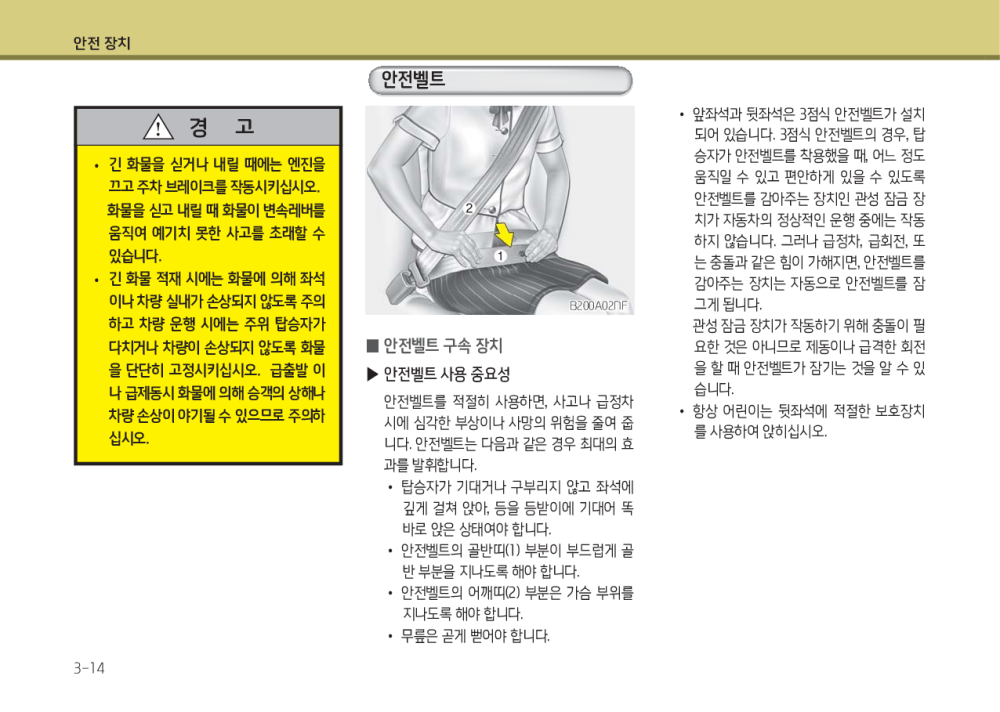 안전 장치
경 고
• 긴 화물을 싣거나 내릴 때에는 엔진을
끄고 주차 브레이크를 작동시키십시오.
화물을 싣고 내릴 때 화물이 변속레버를
움직여 예기치 못한 사고를 초래할 수
있습니다.
• 긴 화물 적재 시에는 화물에 의해 좌석
이나 차량 실내가 손상되지 않도록 주의
하고 차량 운행 시에는 주위 탑승자가
다치거나 차량이 손상되지 않도록 화물
을 단단히 고정시키십시오. 급출발 이
나 급제동시 화물에 의해 승객의 상해나
차량 손상이 야기될 수 있으므로 주의하
십시오.
안전벨트
2
1
B200A02NF
■ 안전벨트 구속 장치
▶ 안전벨트 사용 중요성
안전벨트를 적절히 사용하면, 사고나 급정차
시에 심각한 부상이나 사망의 위험을 줄여 줍
니다. 안전벨트는 다음과 같은 경우 최대의 효
과를 발휘합니다.
• 탑승자가 기대거나 구부리지 않고 좌석에
깊게 걸쳐 앉아, 등을 등받이에 기대어 똑
바로 앉은 상태여야 합니다.
• 안전벨트의 골반띠(1) 부분이 부드럽게 골
반 부분을 지나도록 해야 합니다.
• 안전벨트의 어깨띠(2) 부분은 가슴 부위를
지나도록 해야 합니다.
• 무릎은 곧게 뻗어야 합니다.
• 앞좌석과 뒷좌석은 3점식 안전벨트가 설치
되어 있습니다. 3점식 안전벨트의 경우, 탑
승자가 안전벨트를 착용했을 때, 어느 정도
움직일 수 있고 편안하게 있을 수 있도록
안전벨트를 감아주는 장치인 관성 잠금 장
치가 자동차의 정상적인 운행 중에는 작동
하지 않습니다. 그러나 급정차, 급회전, 또
는 충돌과 같은 힘이 가해지면, 안전벨트를
감아주는 장치는 자동으로 안전벨트를 잠
그게 됩니다.
관성 잠금 장치가 작동하기 위해 충돌이 필
요한 것은 아니므로 제동이나 급격한 회전
을 할 때 안전벨트가 잠기는 것을 알 수 있
습니다.
• 항상 어린이는 뒷좌석에 적절한 보호장치
를 사용하여 앉히십시오.
3-14